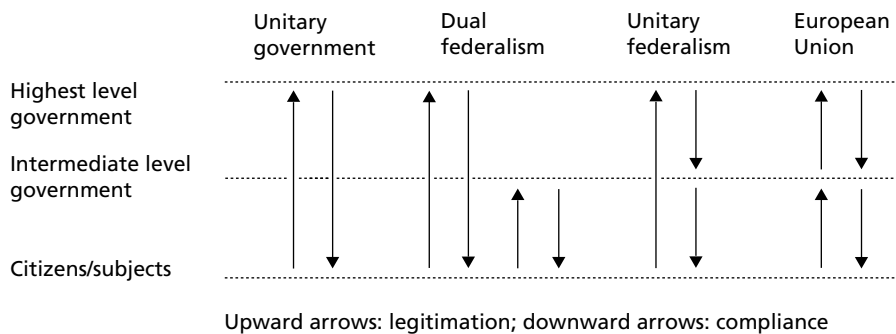 Unitary government
Dual federalism
Unitary federalism
European Union
Highest level government
Intermediate level government
Citizens/subjects
Upward arrows: legitimation; downward arrows: compliance